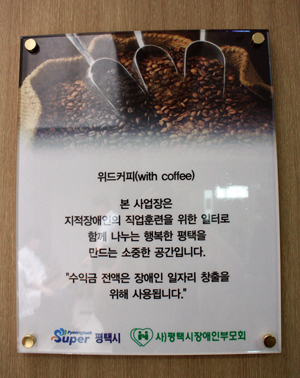 위드커피(with coffee)
본 사업장은
지적장애인의 직업훈련을 위한 일터로
함께 나누는 행복한 평택을
만드는 소중한 공간입니다.
"수익금 전액은 장애인 일자리 창출을
위해 사용됩니다."
Pyeongtaek
Super 평택시
사)평택시장애인부모회